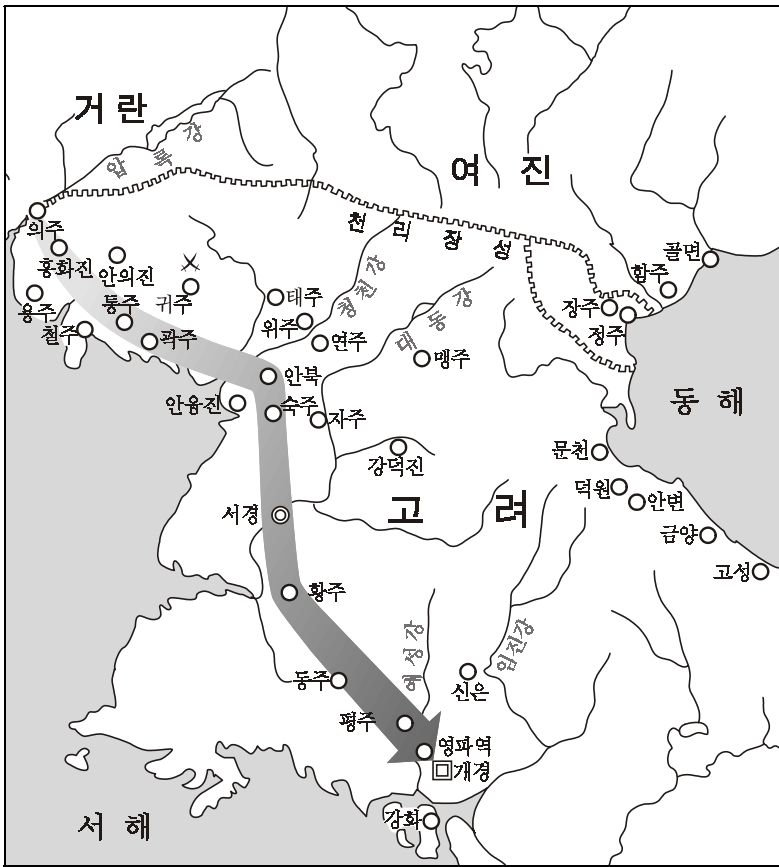 거란
압록강
여진
천리장성
의주
흥화진
안의진
용주
통주
귀주
철주
곽주
태주
위주
연주
청천강
대동강
맹주
골면
함주
장주
정주
동해
안북
안융진
숙주
자주
강덕진
문천
덕원
안변
금양
고성
서경
고려
황주
예성강
임진강
동주
신은
평주
영파역
개경
강화
서해